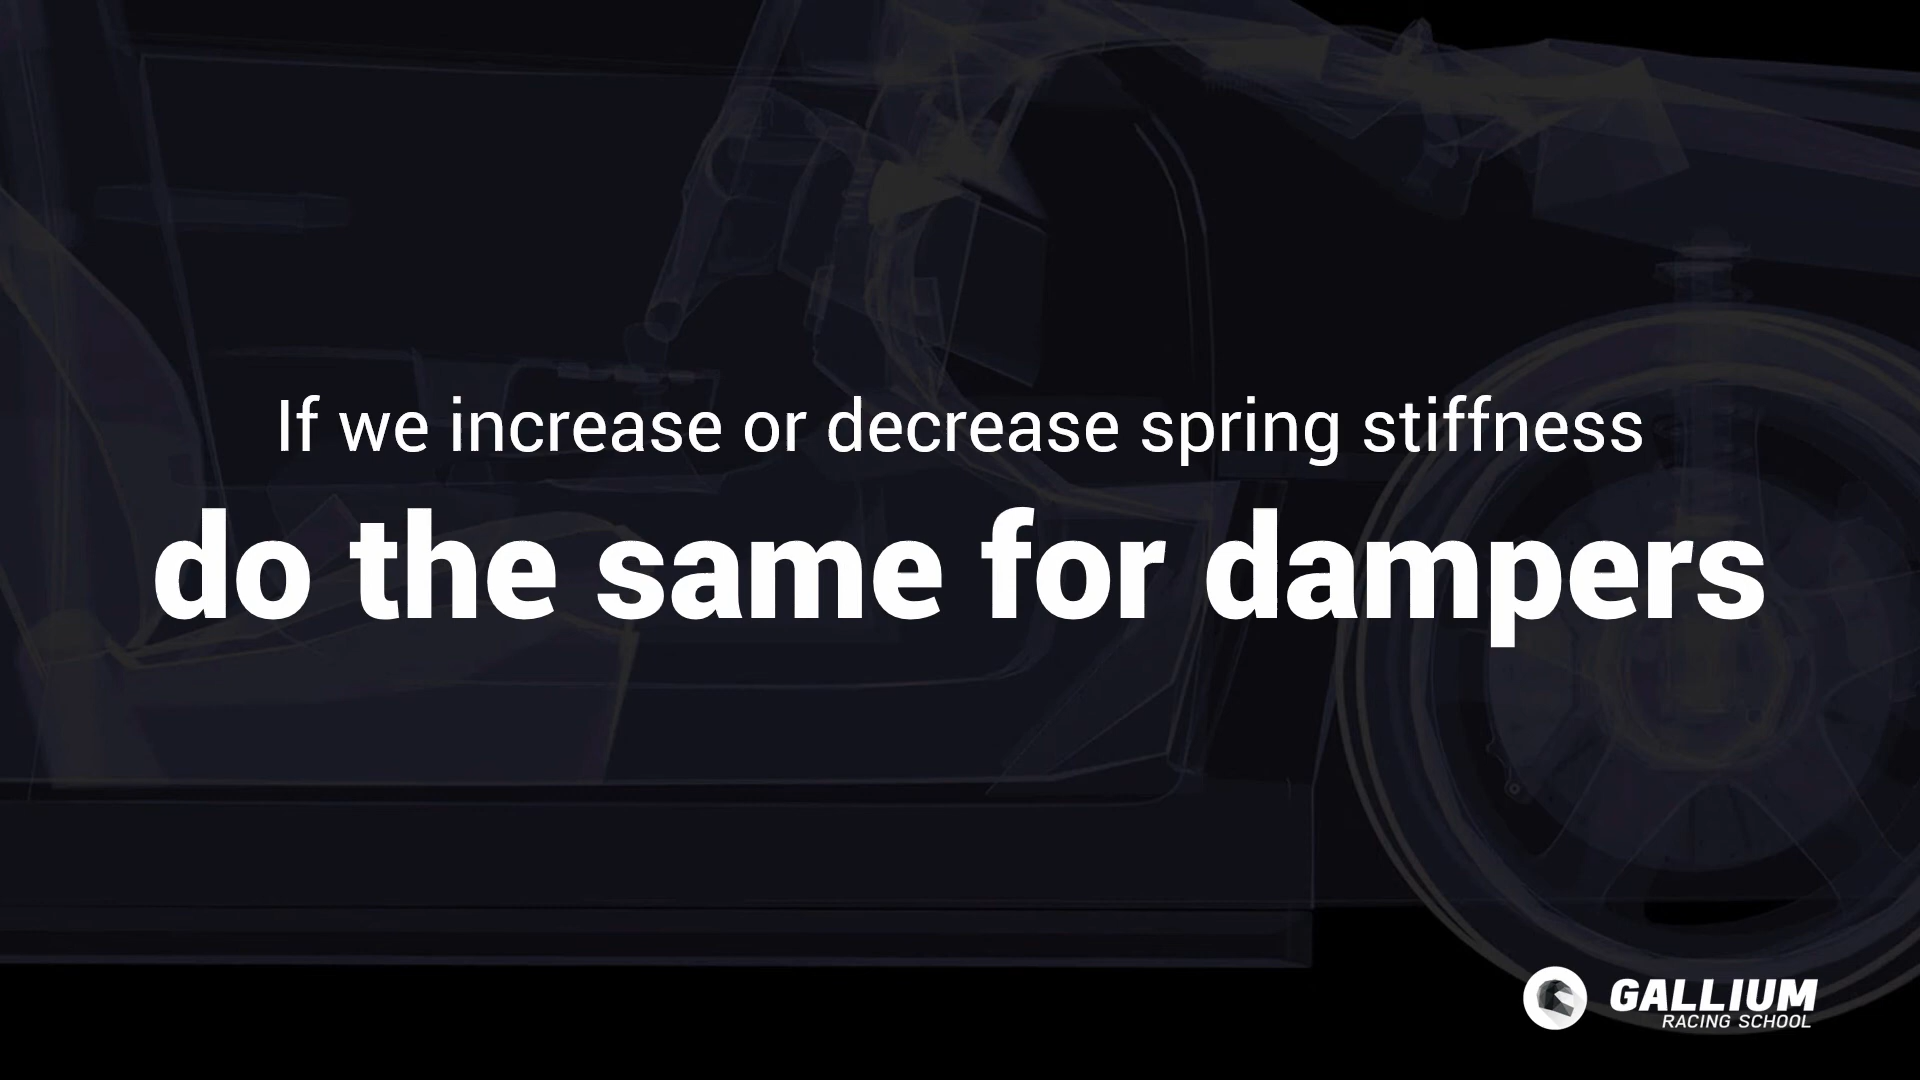 If we increase or decrease spring stiffness
do the same for dampers
GALLIUM
RACING SCHOOL